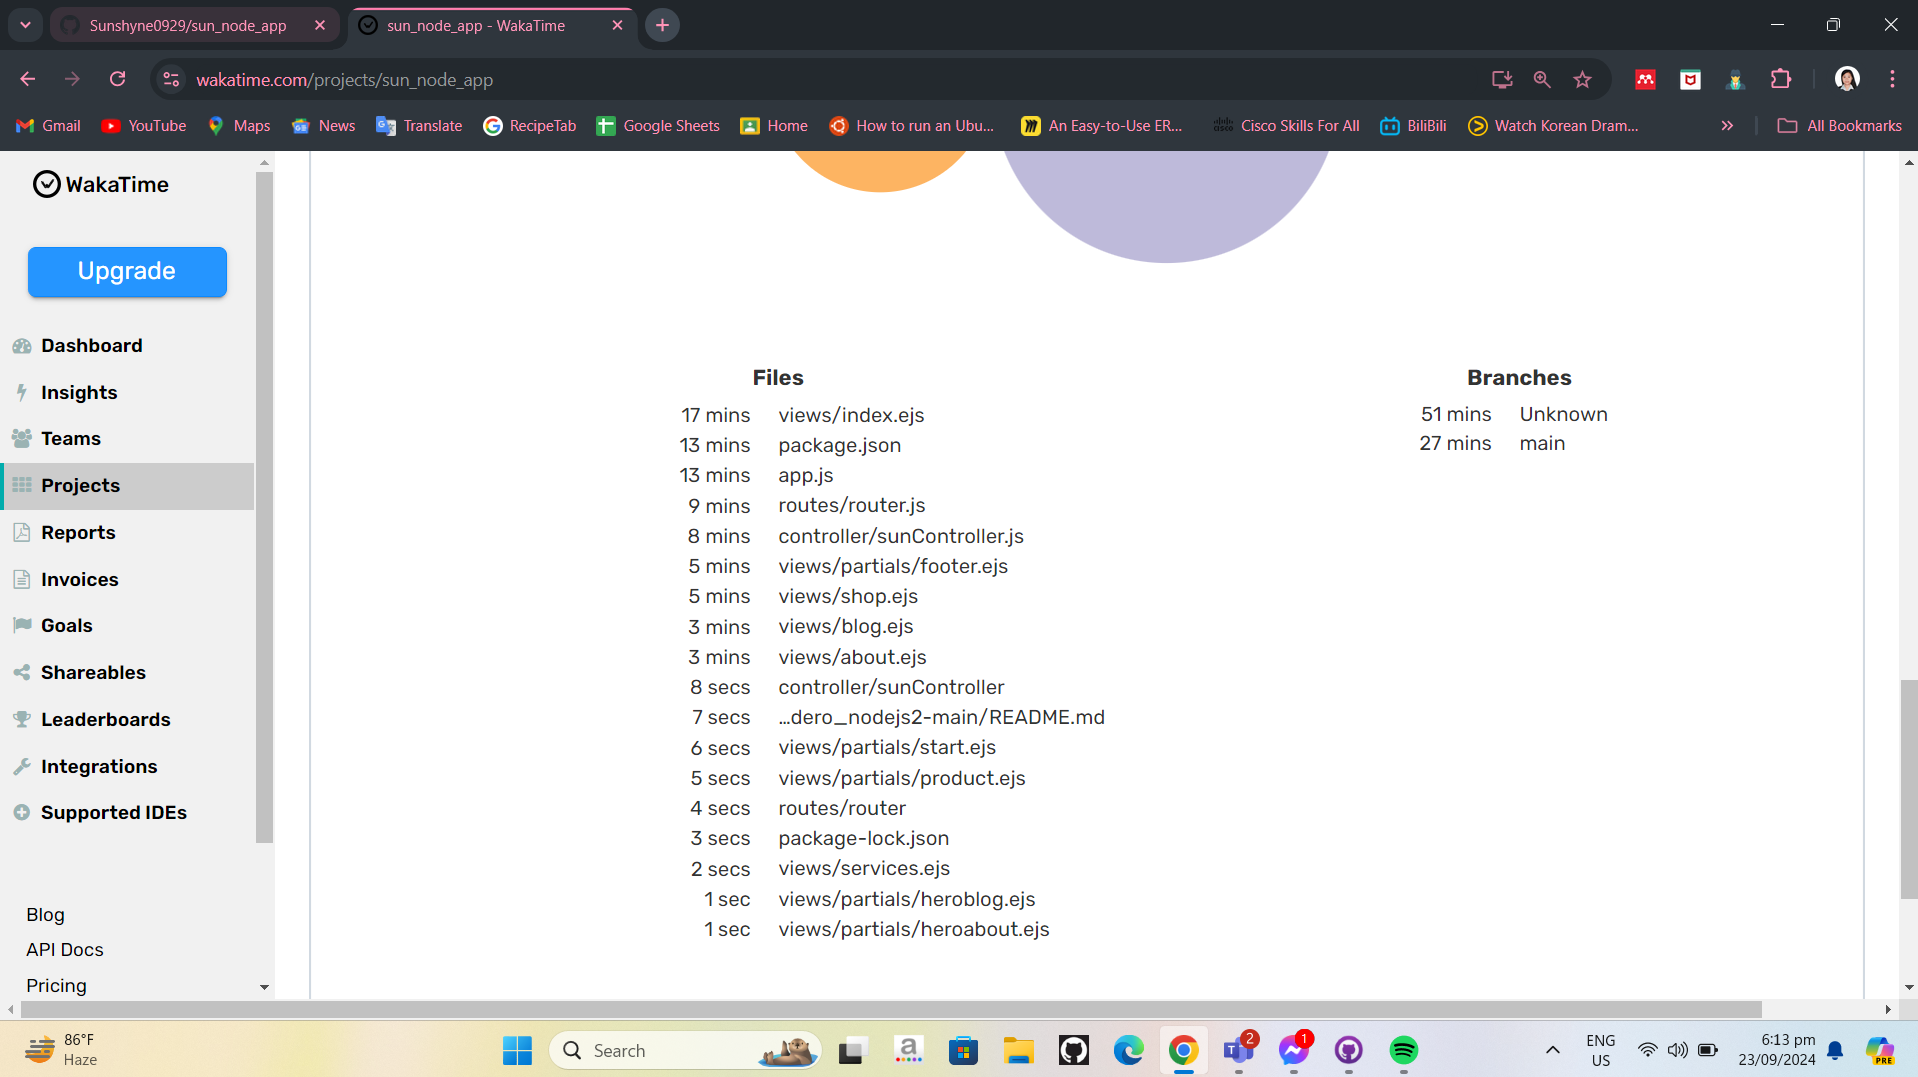 Sunshyne0929/sun_node_app
sun_node_app - WakaTime
wakatime.com/projects/sun_node_app
Gmail
YouTube
Maps
News
Translate
RecipeTab
Google Sheets
Home
How to run an Ubu...
An Easy-to-Use ER...
Cisco Skills For All
BiliBili
Watch Korean Dram...
All Bookmarks
WakaTime
Upgrade
Dashboard
Insights
Teams
Projects
Reports
Invoices
Goals
Shareables
Leaderboards
Integrations
Supported IDEs
Blog
API Docs
Pricing
Files
17 mins views/index.ejs
13 mins package.json
13 mins app.js
9 mins routes/router.js
8 mins controller/sunController.js
5 mins views/partials/footer.ejs
5 mins views/shop.ejs
3 mins views/blog.ejs
3 mins views/about.ejs
8 secs controller/sunController
7 secs …dero_nodejs2-main/README.md
6 secs views/partials/start.ejs
5 secs views/partials/product.ejs
4 secs routes/router
3 secs package-lock.json
2 secs views/services.ejs
1 sec views/partials/heroblog.ejs
1 sec views/partials/heroabout.ejs
Branches
51 mins Unknown
27 mins main
86°F
Haze
Search
a
2
1
ENG
US
6:13 pm
23/09/2024
PRE